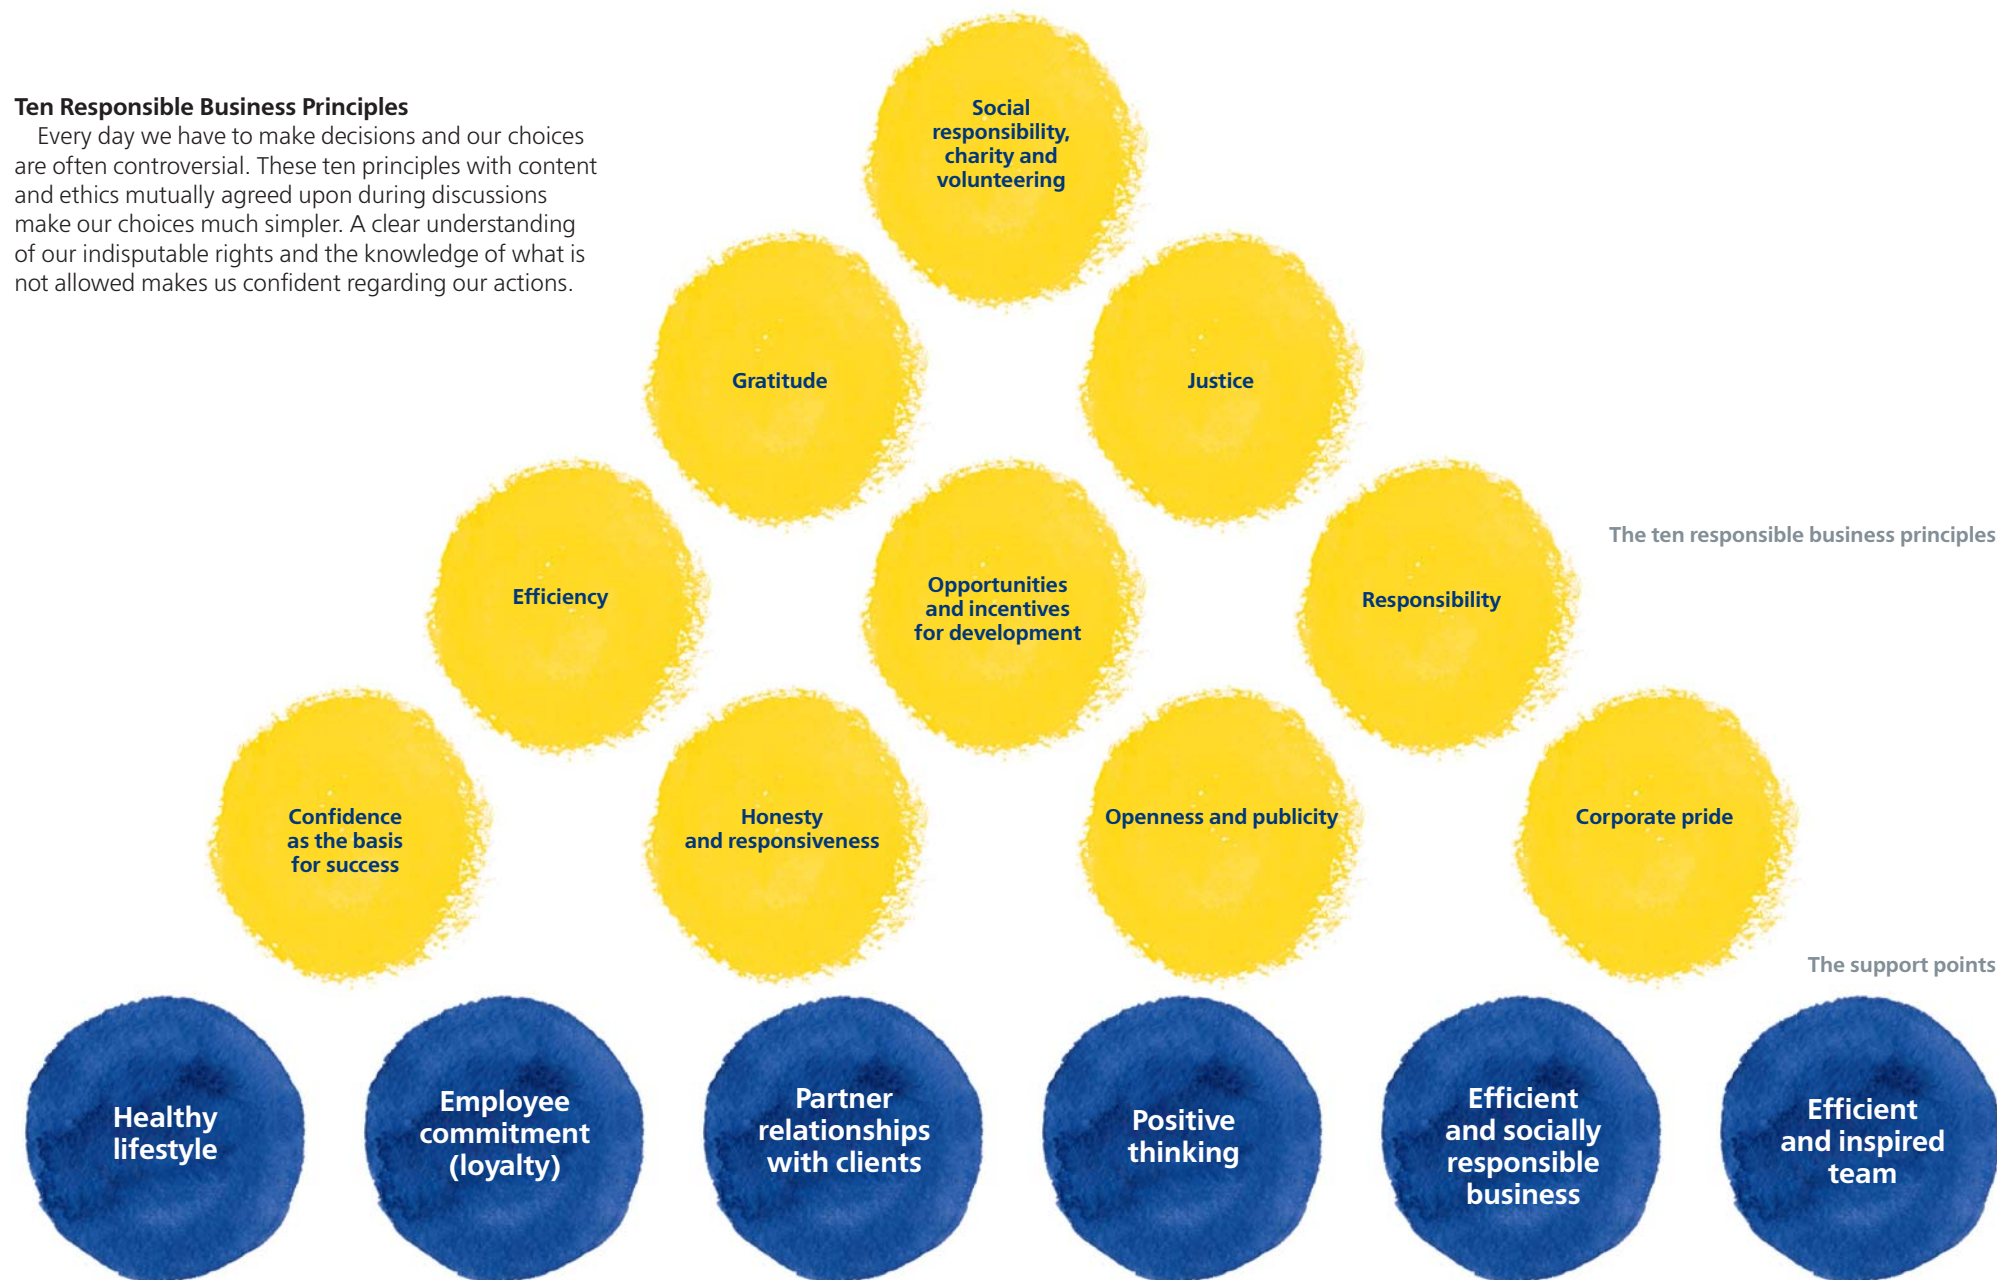 Ten Responsible Business Principles
Every day we have to make decisions and our choices
are often controversial. These ten principles with content
and ethics mutually agreed upon during discussions
make our choices much simpler. A clear understanding
of our indisputable rights and the knowledge of what is
not allowed makes us confident regarding our actions.
Social
responsibility,
charity and
volunteering
Gratitude
Justice
The ten responsible business principles
Efficiency
Opportunities
and incentives
for development
Responsibility
Confidence
as the basis
for success
Honesty
and responsiveness
Openness and publicity
Corporate pride
The support points
Healthy
lifestyle
Employee
commitment
(loyalty)
Partner
relationships
with clients
Positive
thinking
Efficient
and socially
responsible
business
Efficient
and inspired
team